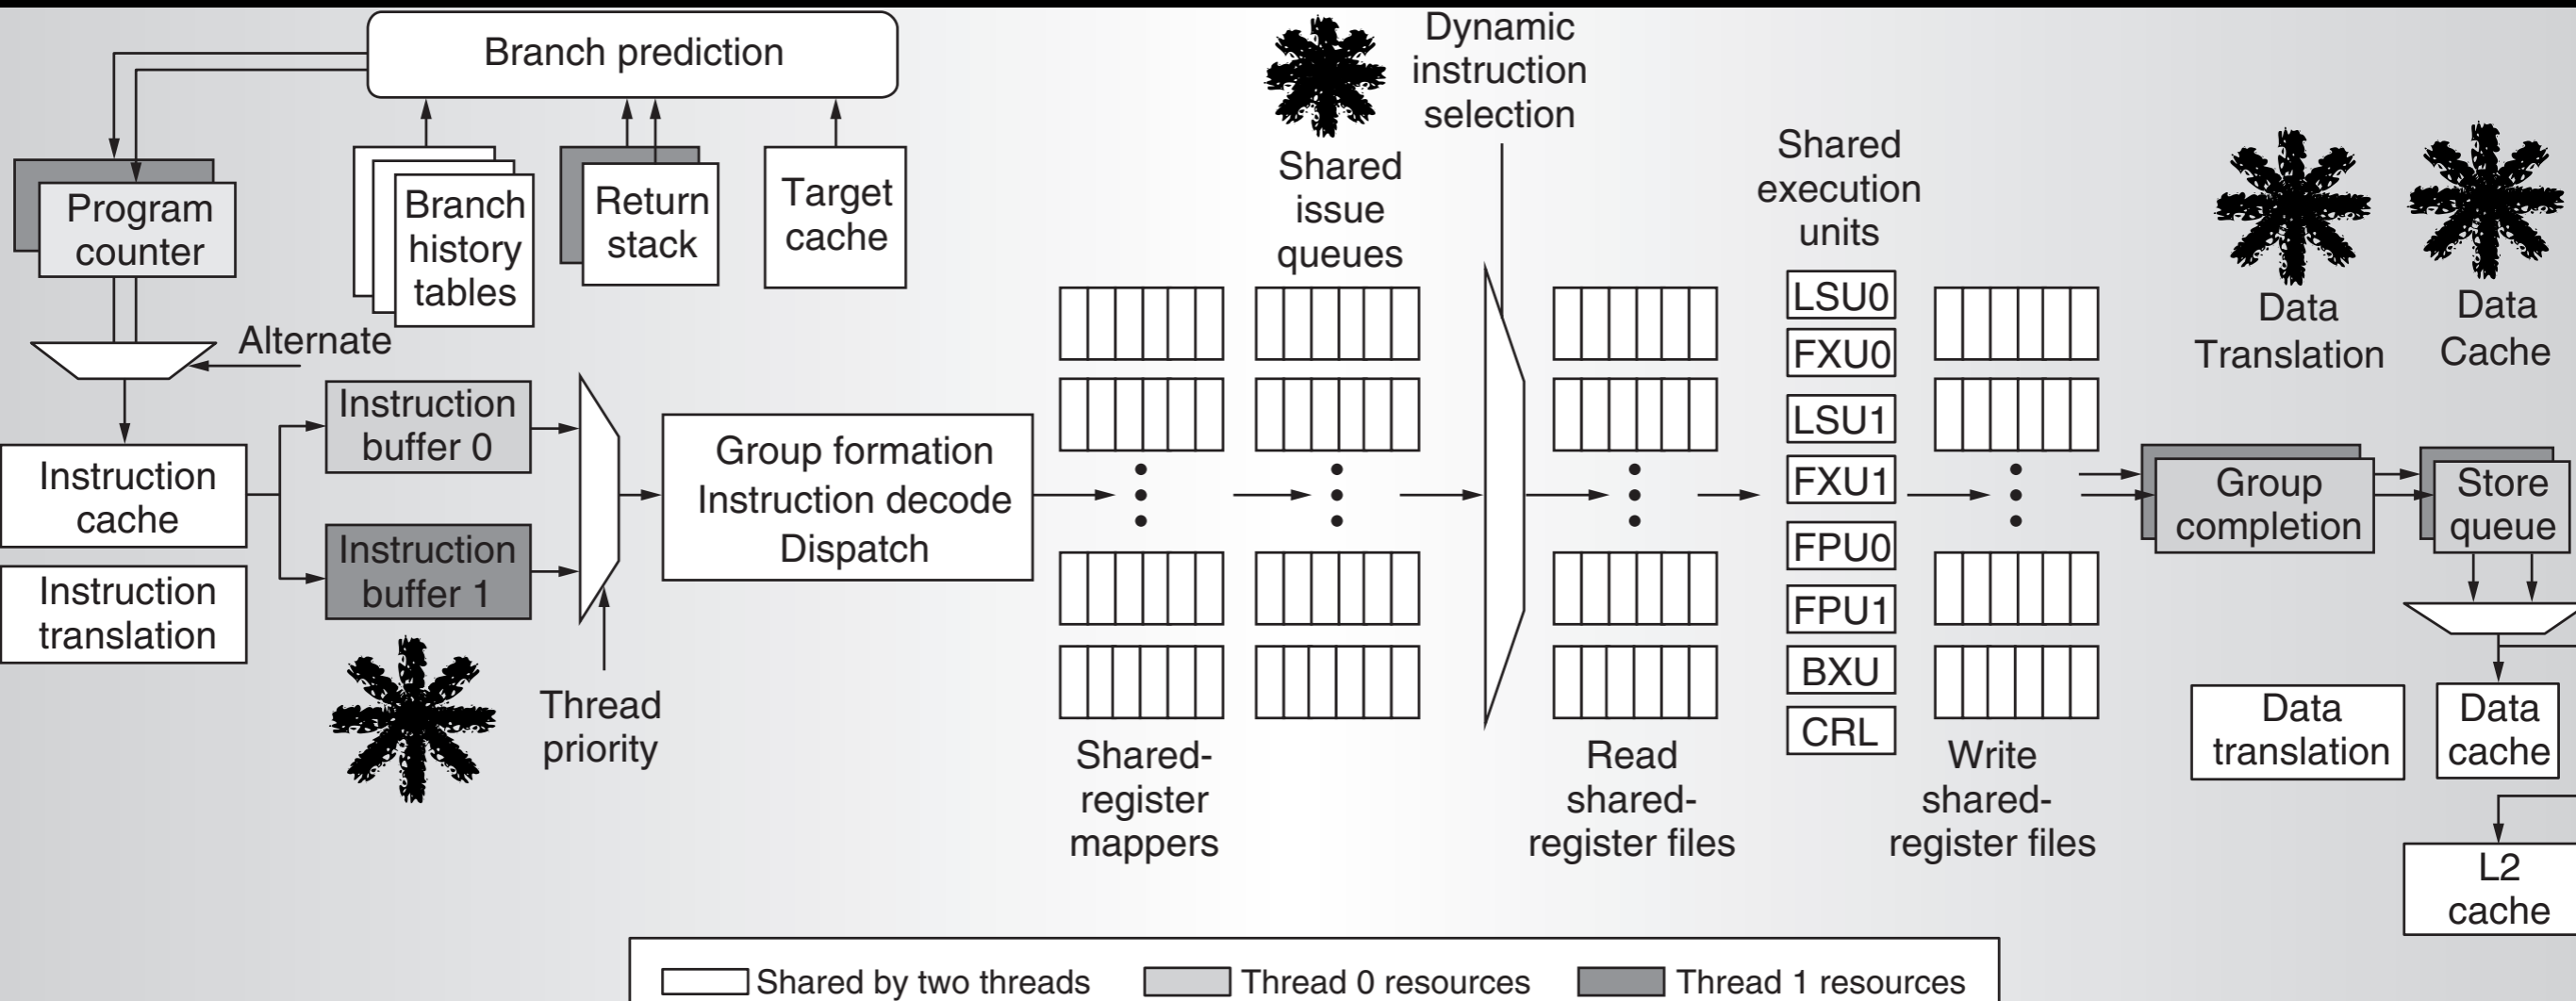 Branch prediction
Program
counter
Branch
history
tables
Return
stack
Target
cache
Alternate
Instruction
cache
Instruction
translation
Instruction
buffer 0
Instruction
buffer 1
Thread
priority
Group formation
Instruction decode
Dispatch
Shared-
register
mappers
Shared
issue
queues
Dynamic
instruction
selection
Read
shared-
register files
Shared
execution
units
LSU0
FXU0
LSU1
FXU1
FPU0
FPU1
BXU
CRL
Write
shared-
register files
Data
Translation
Data
Cache
Group
completion
Store
queue
Data
translation
Data
cache
L2
cache
Shared by two threads
Thread 0 resources
Thread 1 resources